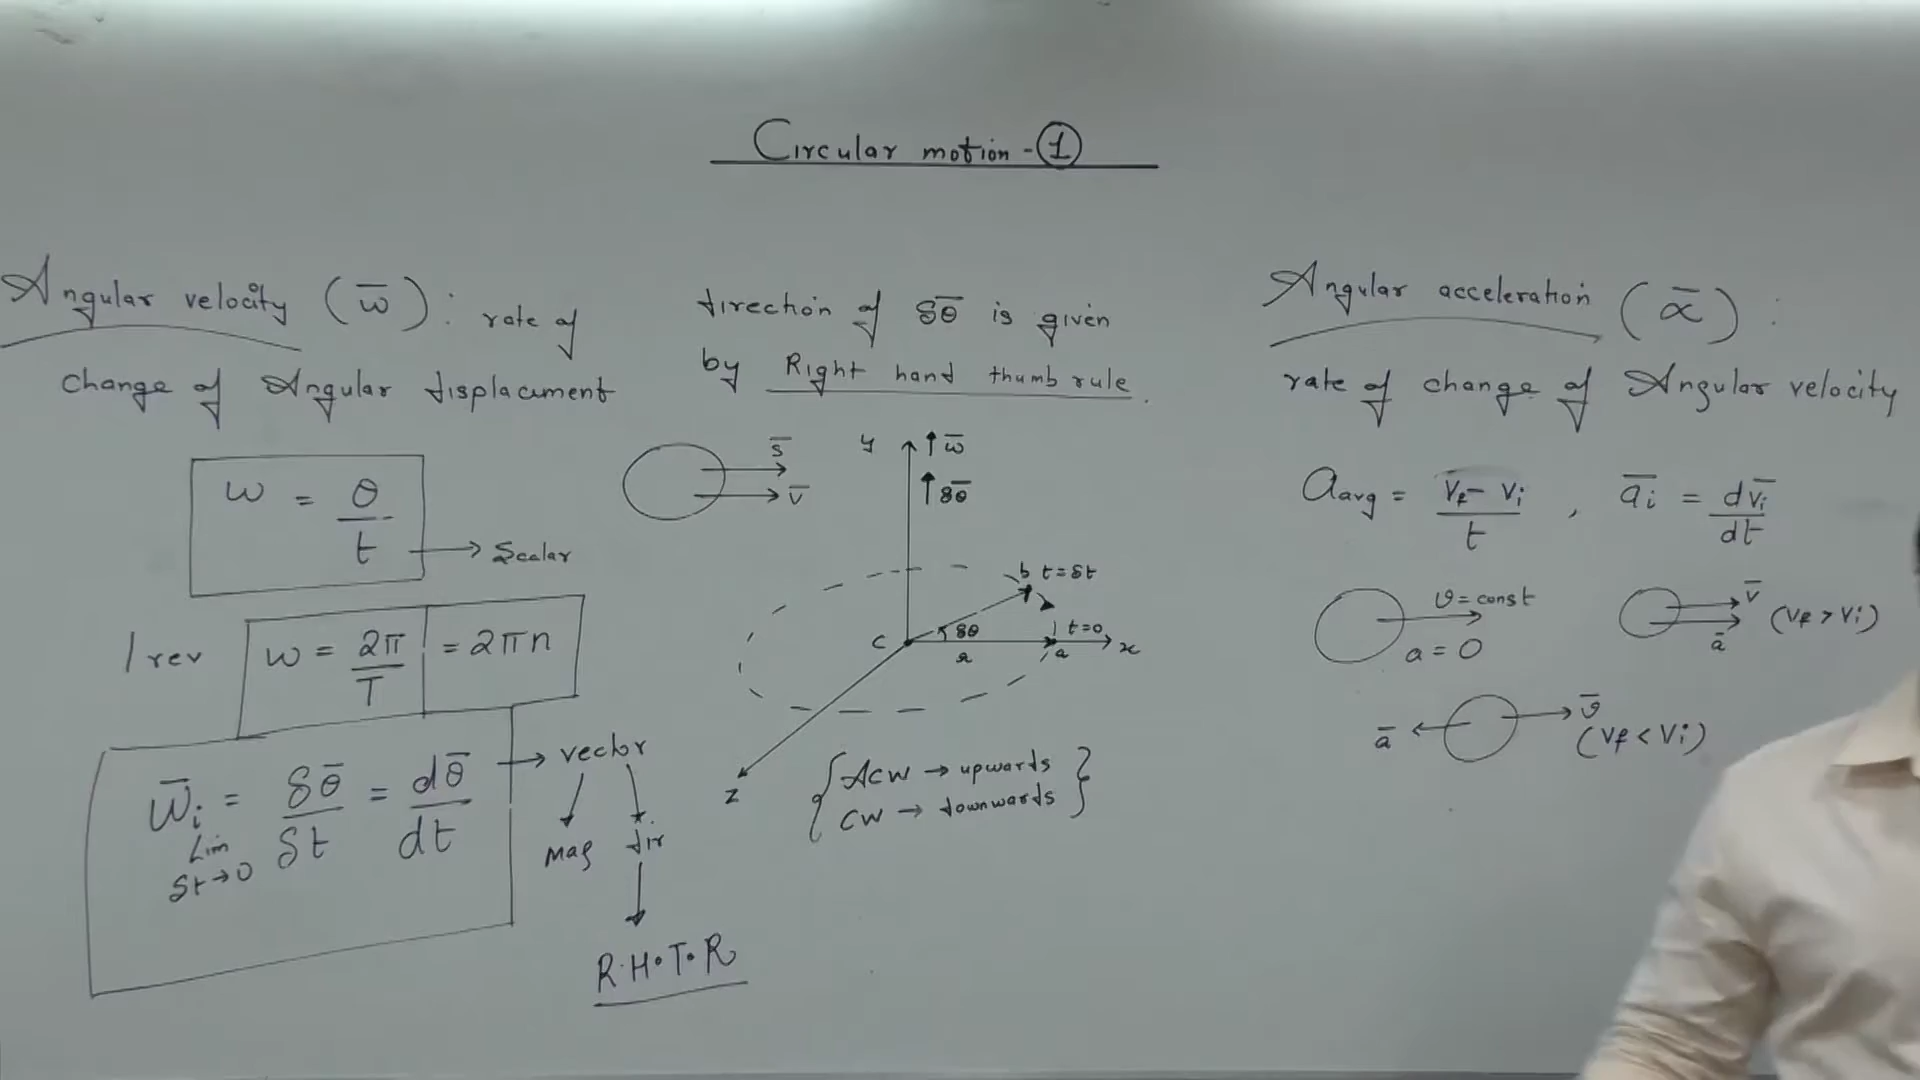 Circular motion - ①
Angular velocity (ω̅) : rate of
change of Angular displacement
ω = θ/t → Scalar
1 rev ω = 2π/T = 2πn
ω̅i = δθ̅/δt = dθ̅/dt → vector
Lim
δt→0
mag dir
R.H.T.R
direction of δθ̅ is given
by Right hand thumb rule.
s̅
v̅
y ↑ω̅
↑δθ̅
b t=δt
c δθ t=0
r a x
z
{ACW → upwards
CW → downwards}
Angular acceleration (α̅) :
rate of change of Angular velocity
aavg = (vf - vi)/t , a̅i = dv̅i/dt
v = const
a = 0
v̅
a̅ (vf > vi)
a̅ v̅
(vf < vi)